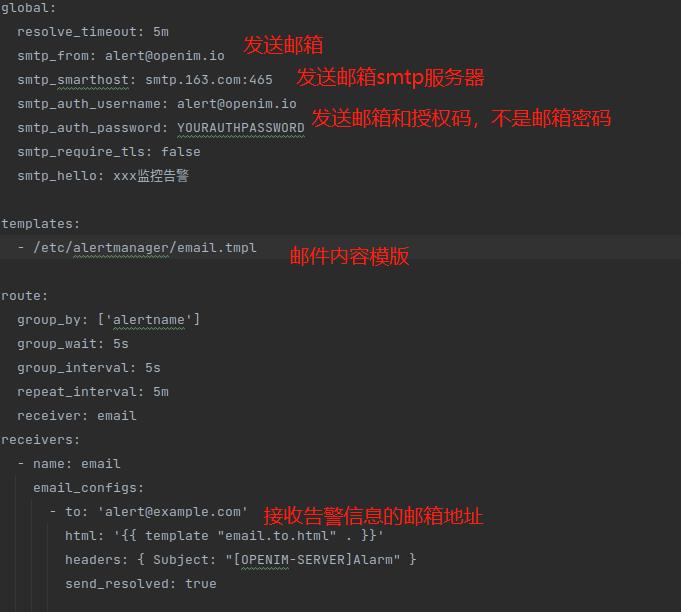 global:
resolve_timeout: 5m
smtp_from: alert@openim.io 发送邮箱
smtp_smarthost: smtp.163.com:465 发送邮箱smtp服务器
smtp_auth_username: alert@openim.io
smtp_auth_password: YOURAUTHPASSWORD 发送邮箱和授权码，不是邮箱密码
smtp_require_tls: false
smtp_hello: xxx监控告警
templates:
- /etc/alertmanager/email.tmpl 邮件内容模版
route:
group_by: ['alertname']
group_wait: 5s
group_interval: 5s
repeat_interval: 5m
receiver: email
receivers:
- name: email
email_configs:
- to: 'alert@example.com' 接收告警信息的邮箱地址
html: '{{ template "email.to.html" . }}'
headers: { Subject: "[OPENIM-SERVER]Alarm" }
send_resolved: true